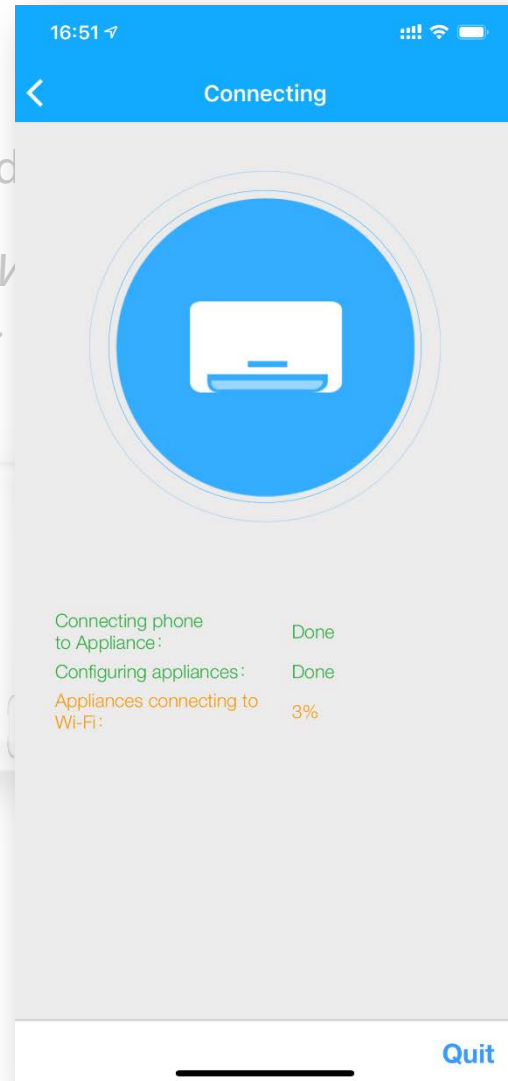 16:51
Connecting
Connecting phone
to Appliance:
Done
Configuring appliances:
Done
Appliances connecting to
Wi-Fi:
3%
Quit